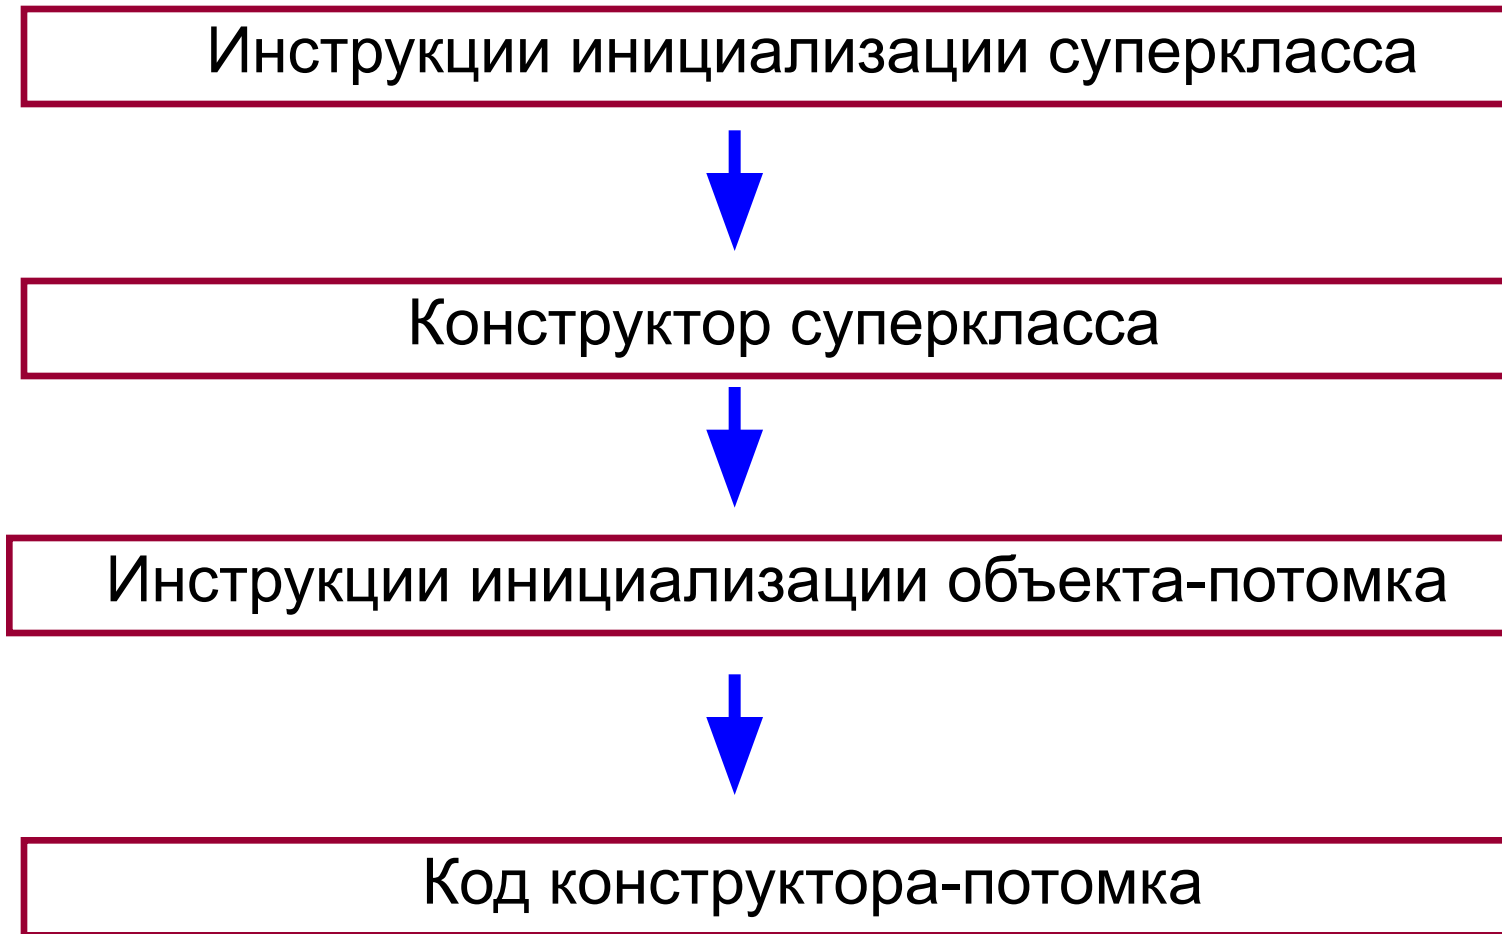 Инструкции инициализации суперкласса
Конструктор суперкласса
Инструкции инициализации объекта-потомка
Код конструктора-потомка